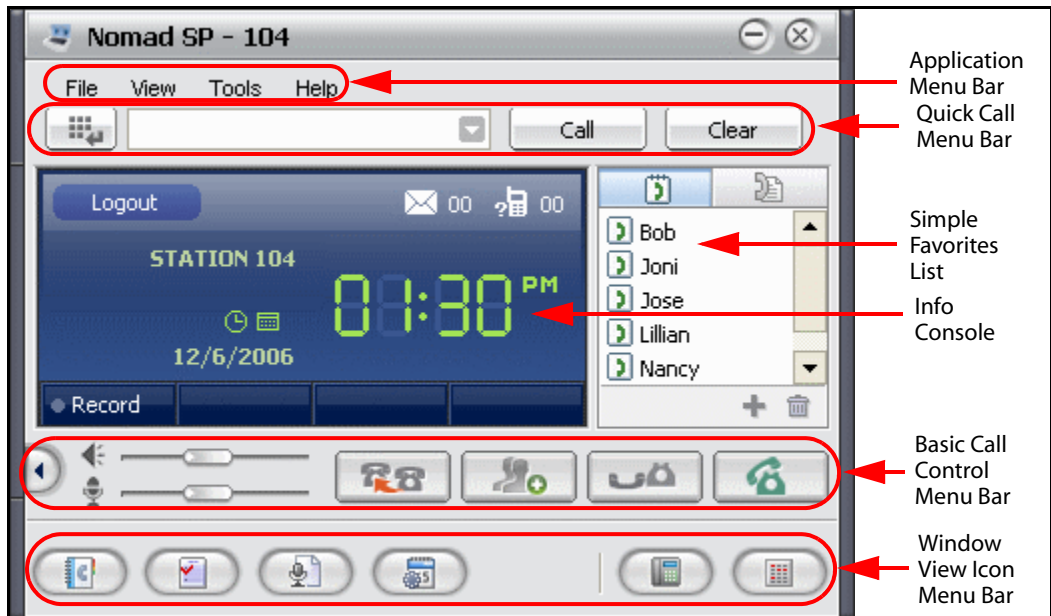 Nomad SP - 104
File View Tools Help
Call Clear
Logout 00 00
STATION 104
01:30 PM
12/6/2006
Record
Bob
Joni
Jose
Lillian
Nancy
Application
Menu Bar
Quick Call
Menu Bar
Simple
Favorites
List
Info
Console
Basic Call
Control
Menu Bar
Window
View Icon
Menu Bar